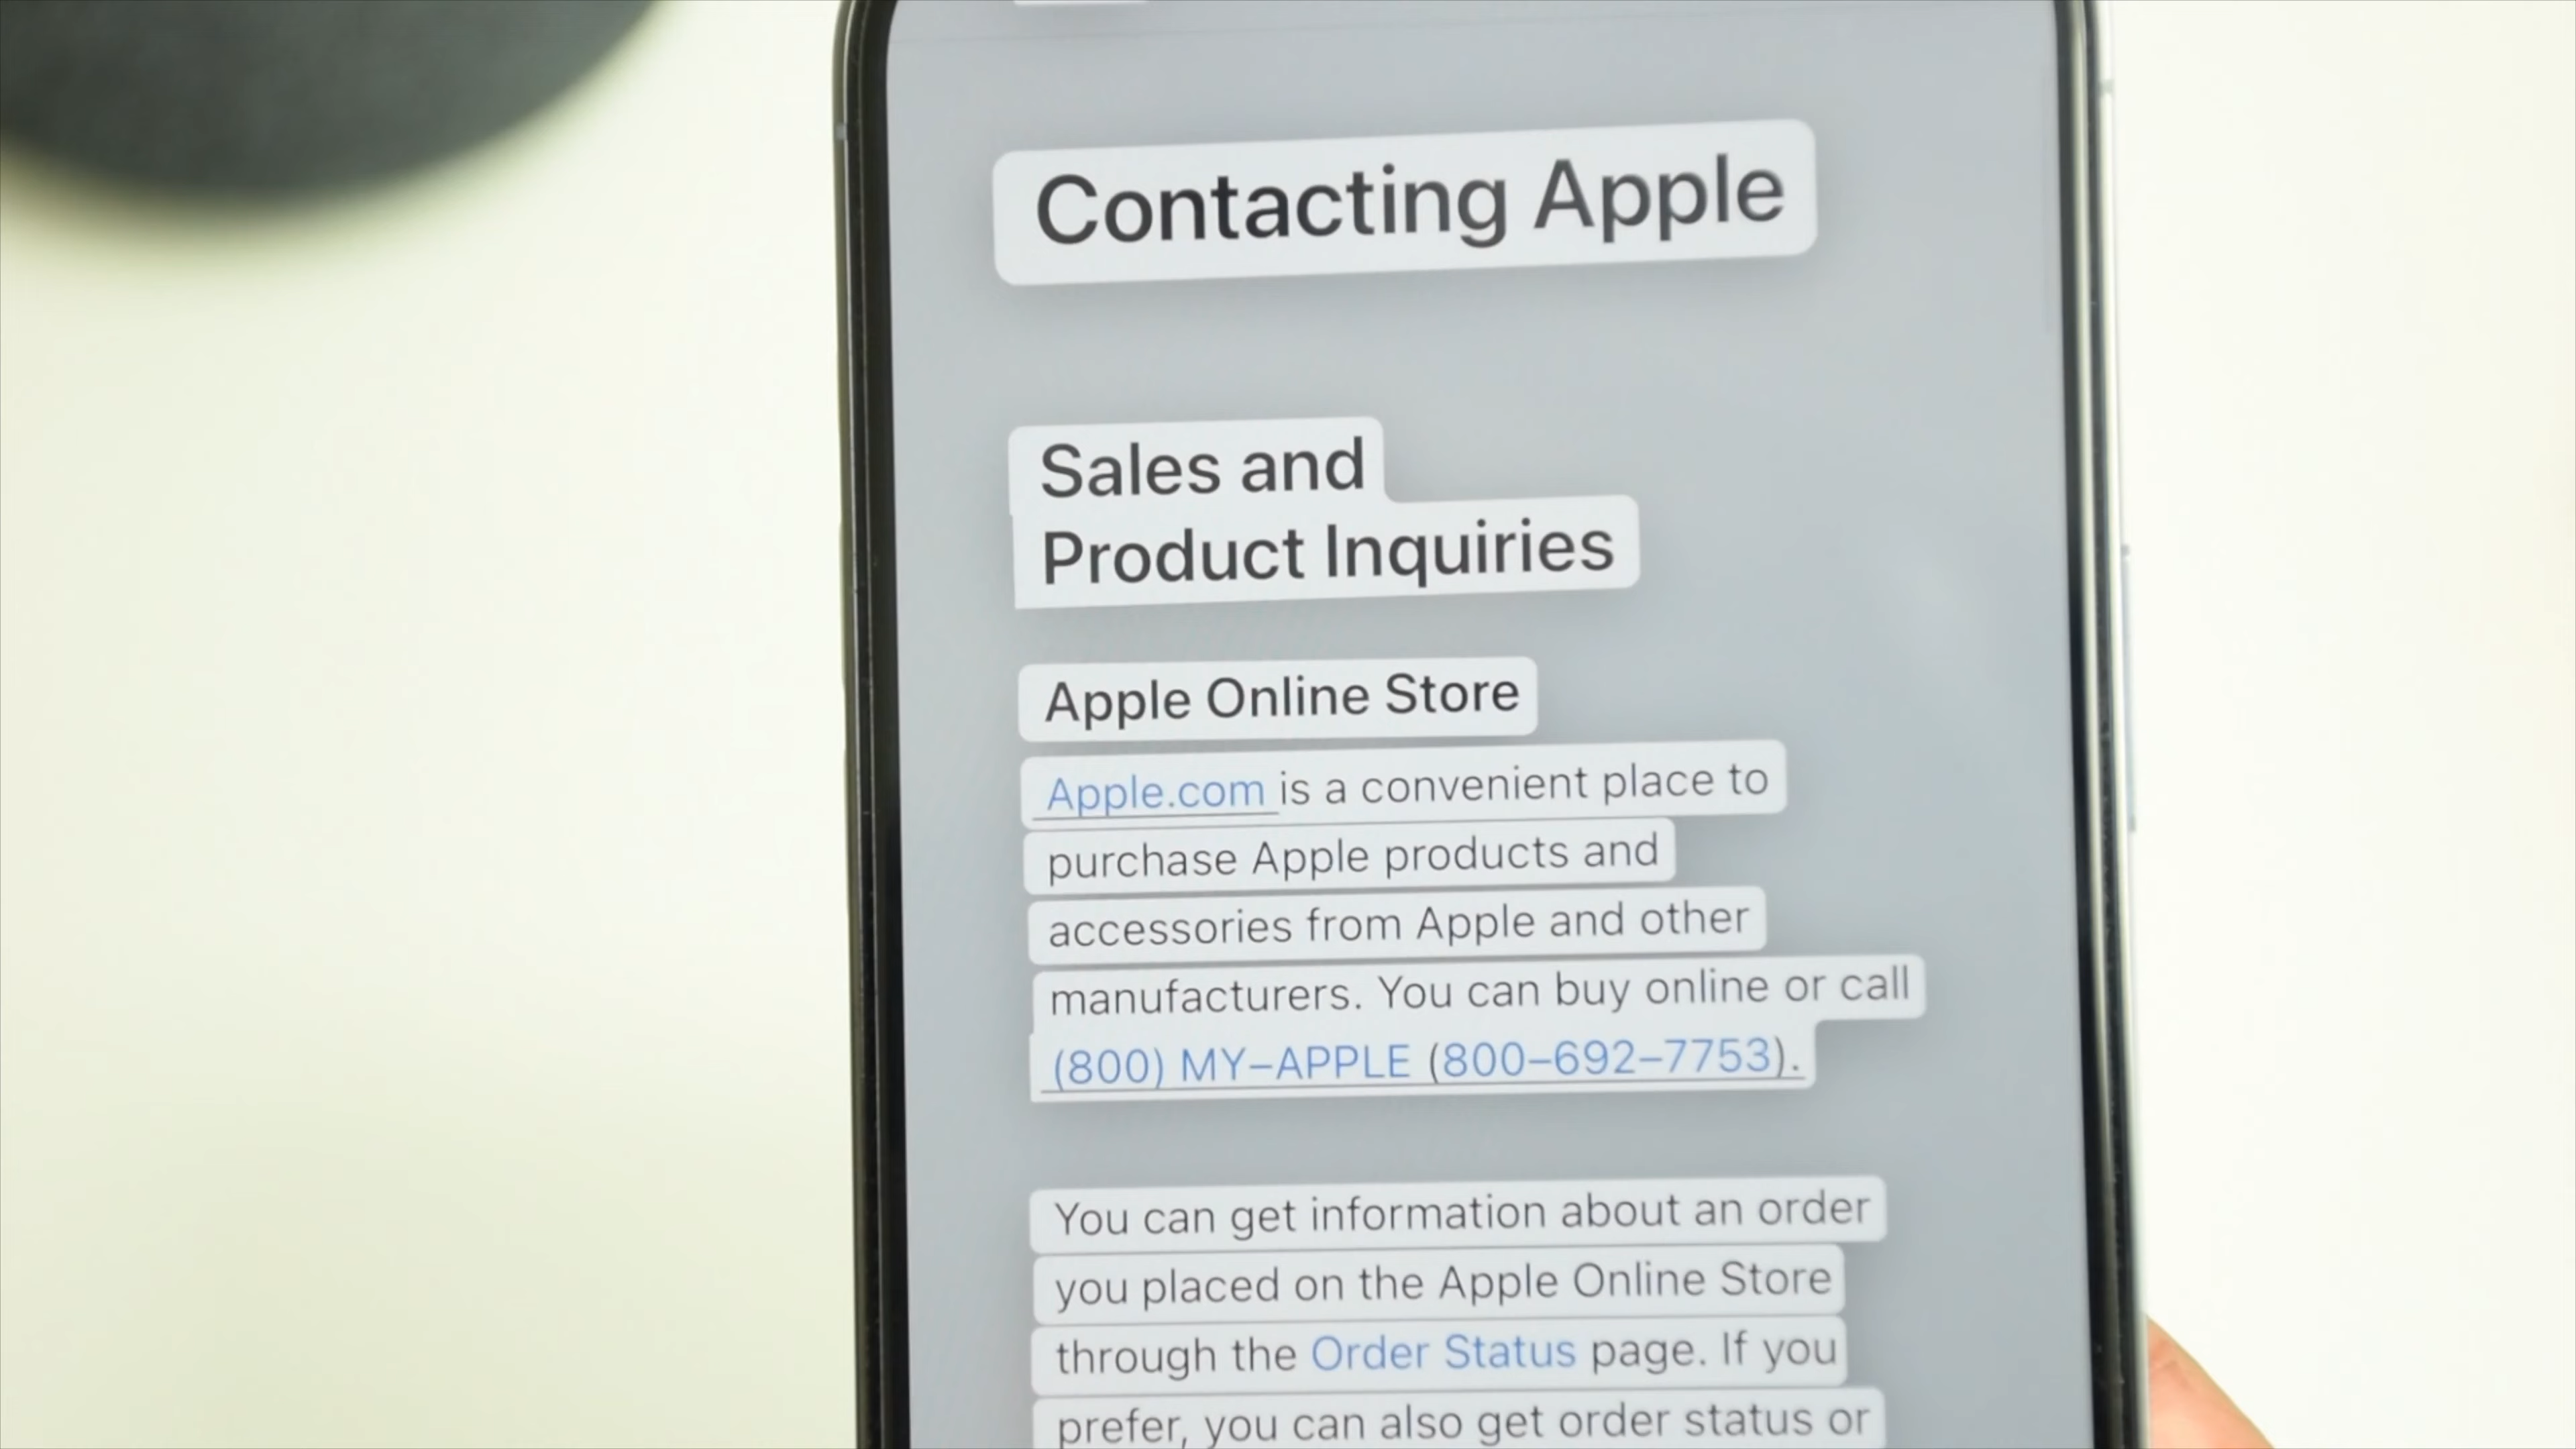 Contacting Apple
Sales and
Product Inquiries
Apple Online Store
Apple.com is a convenient place to
purchase Apple products and
accessories from Apple and other
manufacturers. You can buy online or call
(800) MY–APPLE (800–692–7753).
You can get information about an order
you placed on the Apple Online Store
through the Order Status page. If you
prefer, you can also get order status or